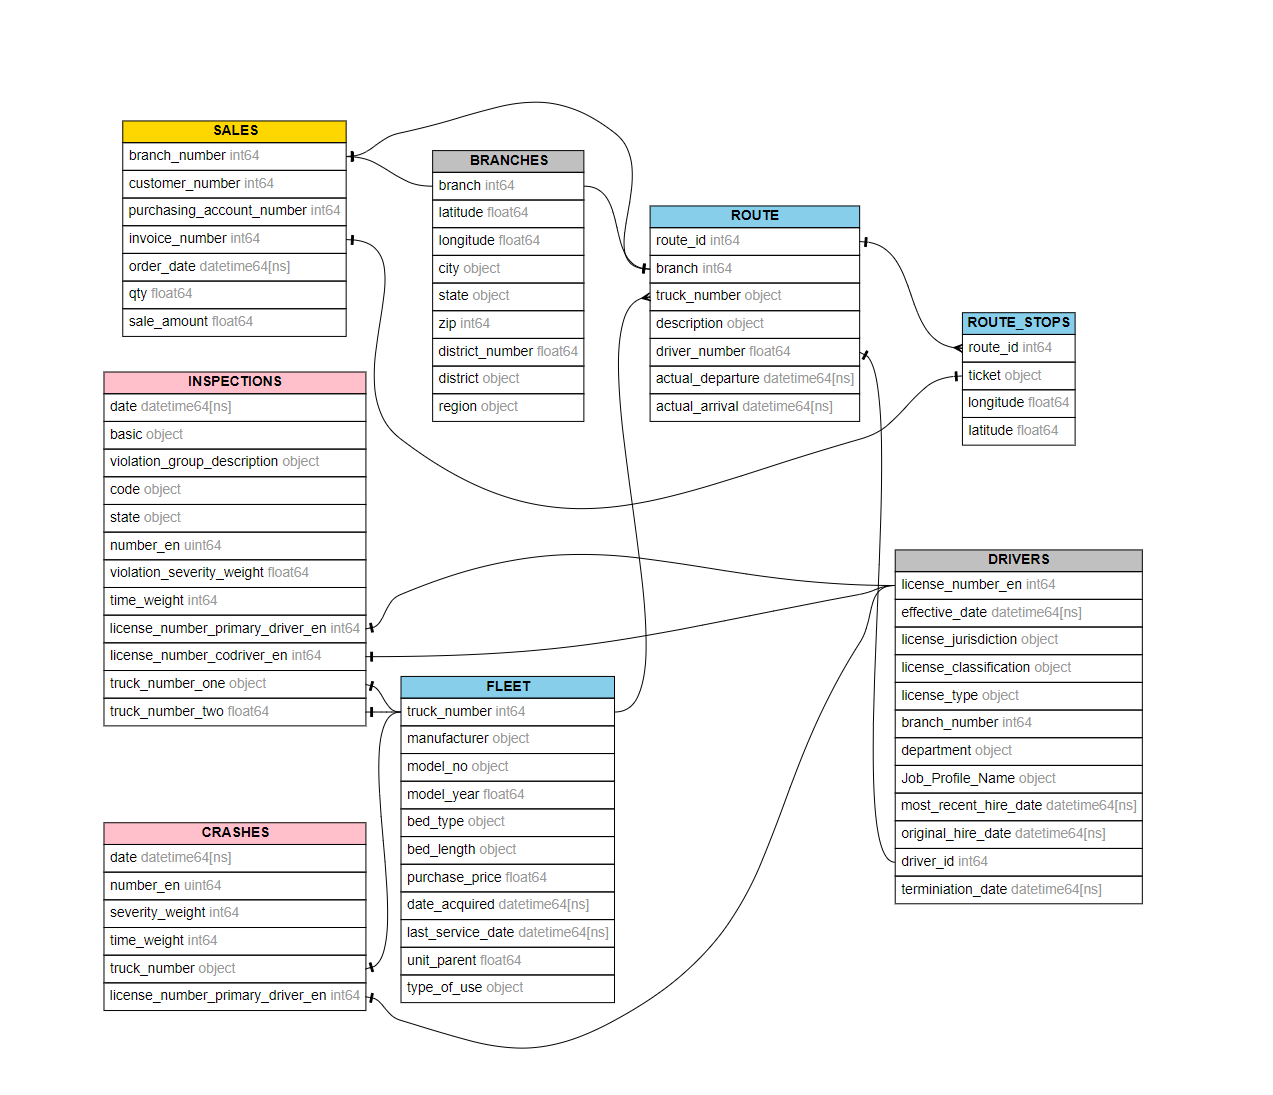 SALES
branch_number int64
customer_number int64
purchasing_account_number int64
invoice_number int64
order_date datetime64[ns]
qty float64
sale_amount float64
BRANCHES
branch int64
latitude float64
longitude float64
city object
state object
zip int64
district_number float64
district object
region object
ROUTE
route_id int64
branch int64
truck_number object
description object
driver_number float64
actual_departure datetime64[ns]
actual_arrival datetime64[ns]
ROUTE_STOPS
route_id int64
ticket object
longitude float64
latitude float64
INSPECTIONS
date datetime64[ns]
basic object
violation_group_description object
code object
state object
number_en uint64
violation_severity_weight float64
time_weight int64
license_number_primary_driver_en int64
license_number_codriver_en int64
truck_number_one object
truck_number_two float64
DRIVERS
license_number_en int64
effective_date datetime64[ns]
license_jurisdiction object
license_classification object
license_type object
branch_number int64
department object
Job_Profile_Name object
most_recent_hire_date datetime64[ns]
original_hire_date datetime64[ns]
driver_id int64
terminiation_date datetime64[ns]
FLEET
truck_number int64
manufacturer object
model_no object
model_year float64
bed_type object
bed_length object
purchase_price float64
date_acquired datetime64[ns]
last_service_date datetime64[ns]
unit_parent float64
type_of_use object
CRASHES
date datetime64[ns]
number_en uint64
severity_weight int64
time_weight int64
truck_number object
license_number_primary_driver_en int64